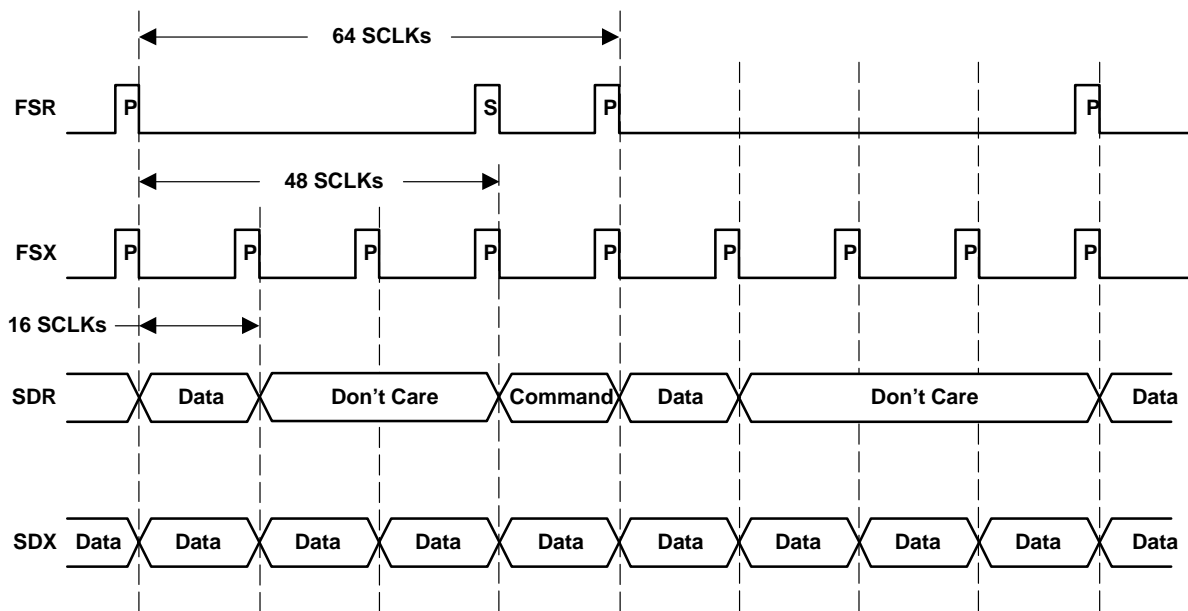 64 SCLKs
FSR P S P P
48 SCLKs
FSX P P P P P P P P P
16 SCLKs
SDR Data Don't Care Command Data Don't Care Data
SDX Data Data Data Data Data Data Data Data Data Data